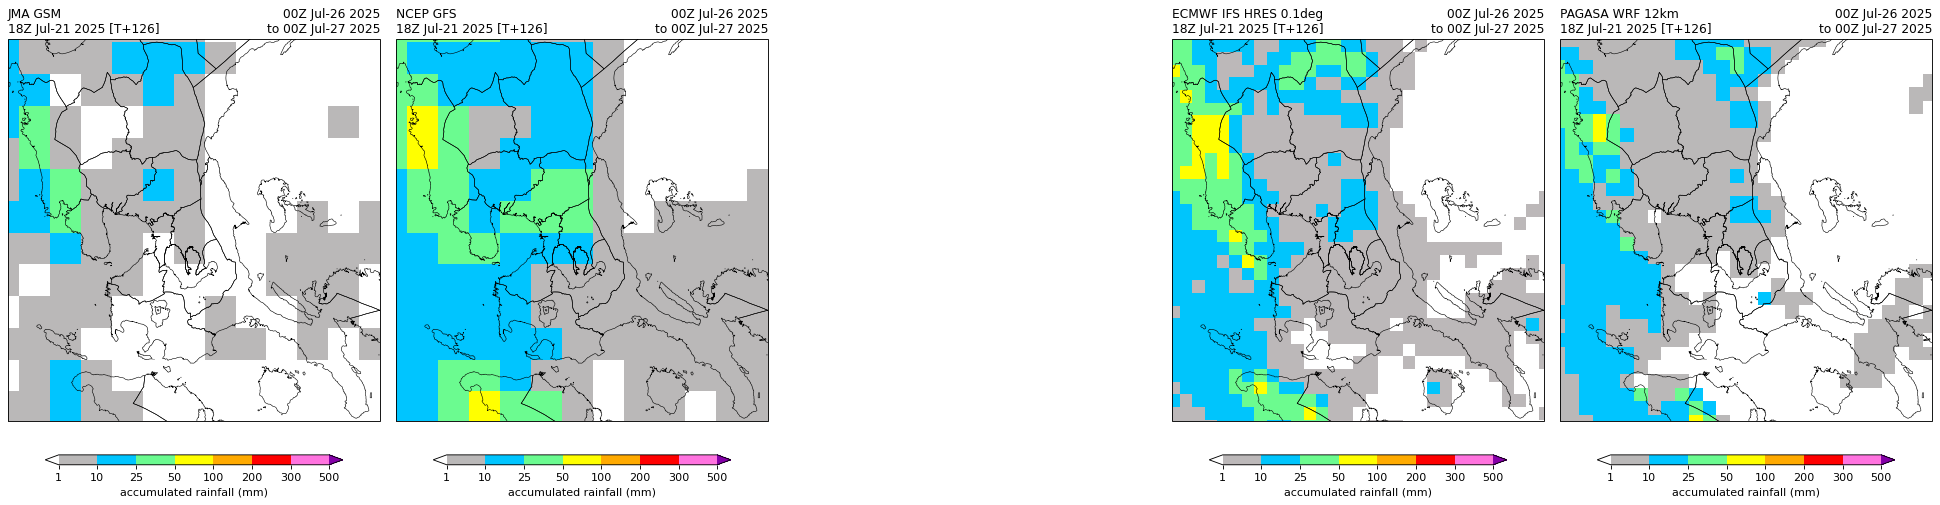 JMA GSM 00Z Jul-26 2025
18Z Jul-21 2025 [T+126] to 00Z Jul-27 2025
NCEP GFS 00Z Jul-26 2025
18Z Jul-21 2025 [T+126] to 00Z Jul-27 2025
ECMWF IFS HRES 0.1deg 00Z Jul-26 2025
18Z Jul-21 2025 [T+126] to 00Z Jul-27 2025
PAGASA WRF 12km 00Z Jul-26 2025
18Z Jul-21 2025 [T+126] to 00Z Jul-27 2025
1 10 25 50 100 200 300 500
accumulated rainfall (mm)
1 10 25 50 100 200 300 500
accumulated rainfall (mm)
1 10 25 50 100 200 300 500
accumulated rainfall (mm)
1 10 25 50 100 200 300 500
accumulated rainfall (mm)